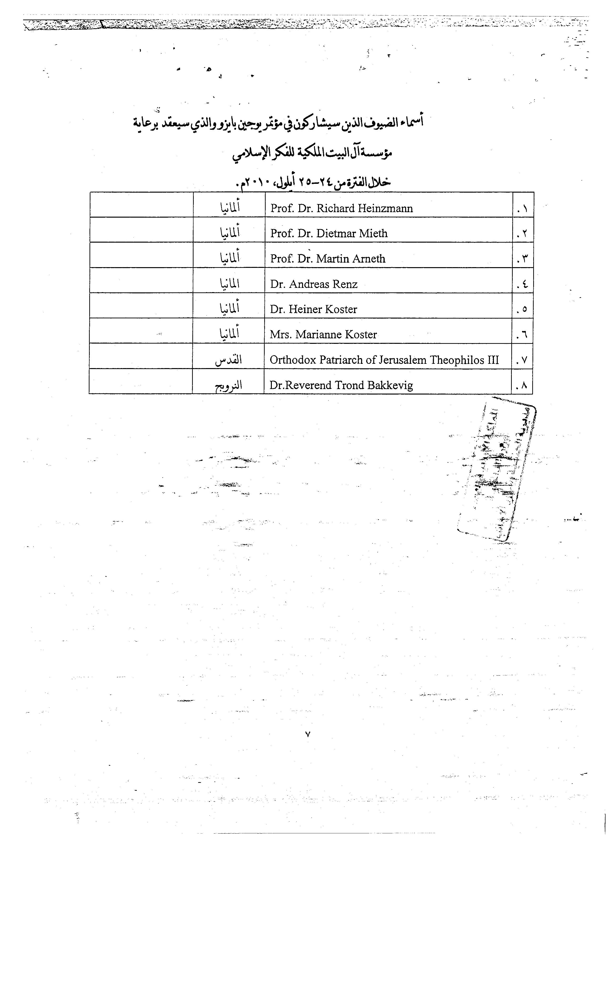 أسماء الضيوف الذين سيشاركون في مؤتمر يوجين بايزو والذي سيعقد برعاية
مؤسسة آل البيت الملكية للفكر الإسلامي
خلال الفترة من ٢٤-٢٥ أيلول، ٢٠١٠م.
١. Prof. Dr. Richard Heinzmann ألمانيا
٢. Prof. Dr. Dietmar Mieth ألمانيا
٣. Prof. Dr. Martin Arneth ألمانيا
٤. Dr. Andreas Renz المانيا
٥. Dr. Heiner Koster ألمانيا
٦. Mrs. Marianne Koster ألمانيا
٧. Orthodox Patriarch of Jerusalem Theophilos III القدس
٨. Dr.Reverend Trond Bakkevig النرويج
مديرية
٧